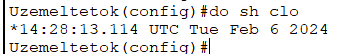 Uzemeltetok(config)#do sh clo
*14:28:13.114 UTC Tue Feb 6 2024
Uzemeltetok(config)#